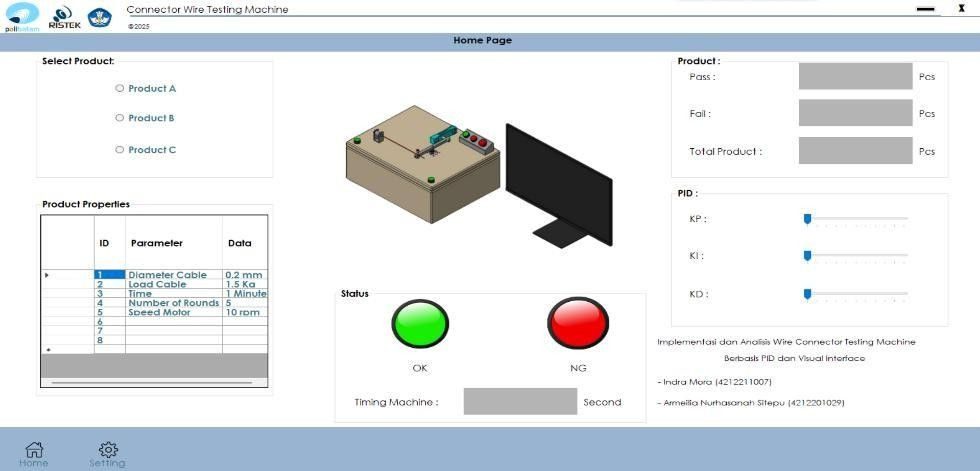 Connector Wire Testing Machine
polibatam
RISTEK
©2025
X
Home Page
Select Product:
Product A
Product B
Product C
Product Properties
ID Parameter Data
1 Diameter Cable 0.2 mm
2 Load Cable 1.5 Kg
3 Time 1 Minute
4 Number of Rounds 5
5 Speed Motor 10 rpm
6
7
8
Status
OK
NG
Timing Machine : Second
Product :
Pass : Pcs
Fail : Pcs
Total Product : Pcs
PID :
KP :
KI :
KD :
Implementasi dan Analisis Wire Connector Testing Machine
Berbasis PID dan Visual Interface
- Indra Mora (4212211007)
- Armeilia Nurhasanah Sitepu (4212201029)
Home
Setting